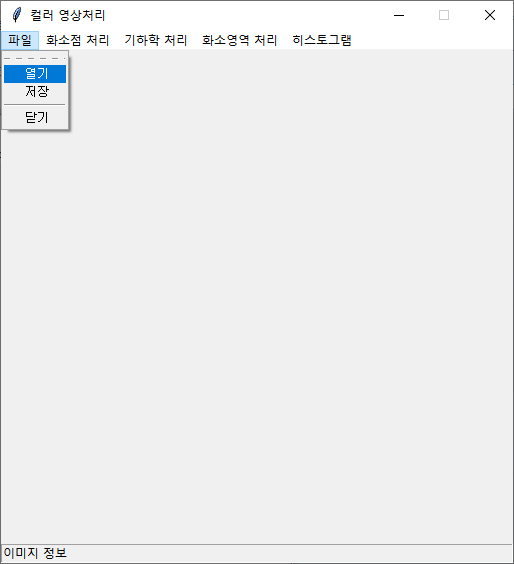 컬러 영상처리
파일 화소점 처리 기하학 처리 화소영역 처리 히스토그램
열기
저장
닫기
이미지 정보